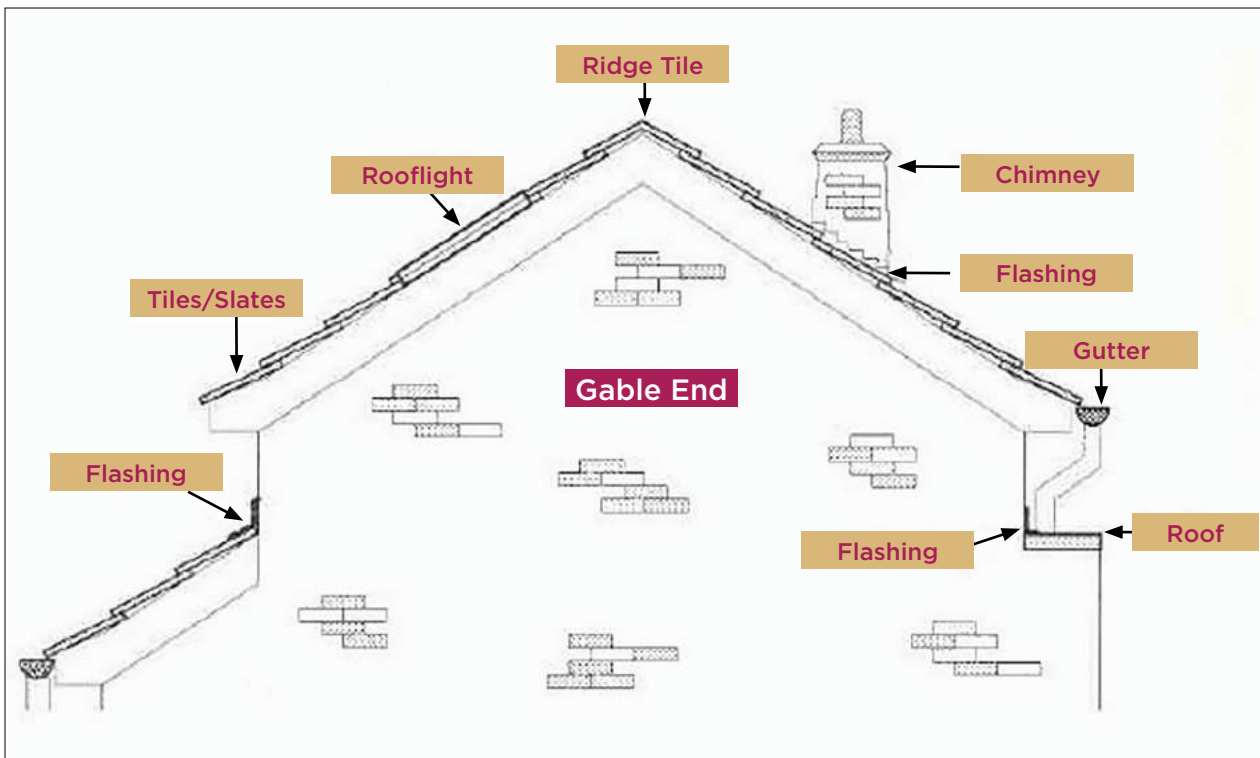 Ridge Tile
Rooflight
Chimney
Flashing
Tiles/Slates
Gutter
Gable End
Flashing
Flashing
Roof